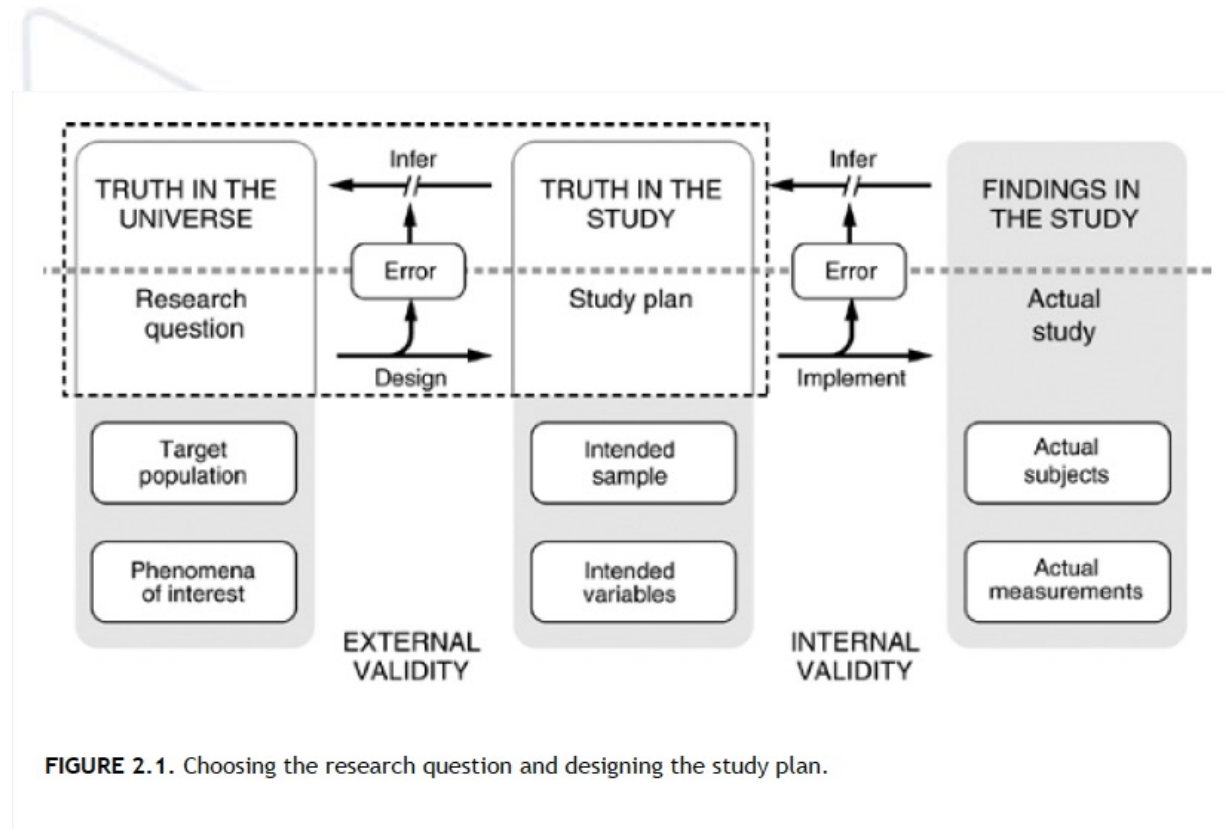 Infer
Infer
TRUTH IN THE
UNIVERSE
TRUTH IN THE
STUDY
FINDINGS IN
THE STUDY
Error
Error
Research
question
Study plan
Actual
study
Design
Implement
Target
population
Intended
sample
Actual
subjects
Phenomena
of interest
Intended
variables
Actual
measurements
EXTERNAL
VALIDITY
INTERNAL
VALIDITY
FIGURE 2.1. Choosing the research question and designing the study plan.